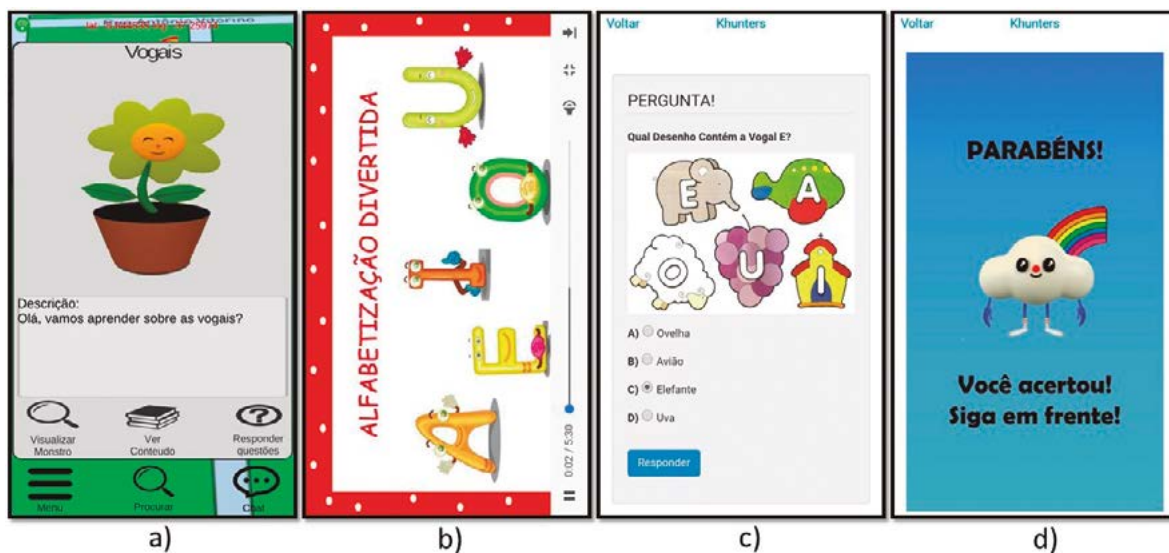 Vogais
Descrição:
Olá, vamos aprender sobre as vogais?
Visualizar
Monstro
Ver
Conteudo
Responder
questões
Menu
Procurar
Chat
a)
ALFABETIZAÇÃO DIVERTIDA
A E I O U
0:02 / 5:30
b)
Voltar
Khunters
PERGUNTA!
Qual Desenho Contém a Vogal E?
E A
O U I
A) Ovelha
B) Avião
C) Elefante
D) Uva
Responder
c)
Voltar
Khunters
PARABÉNS!
Você acertou!
Siga em frente!
d)